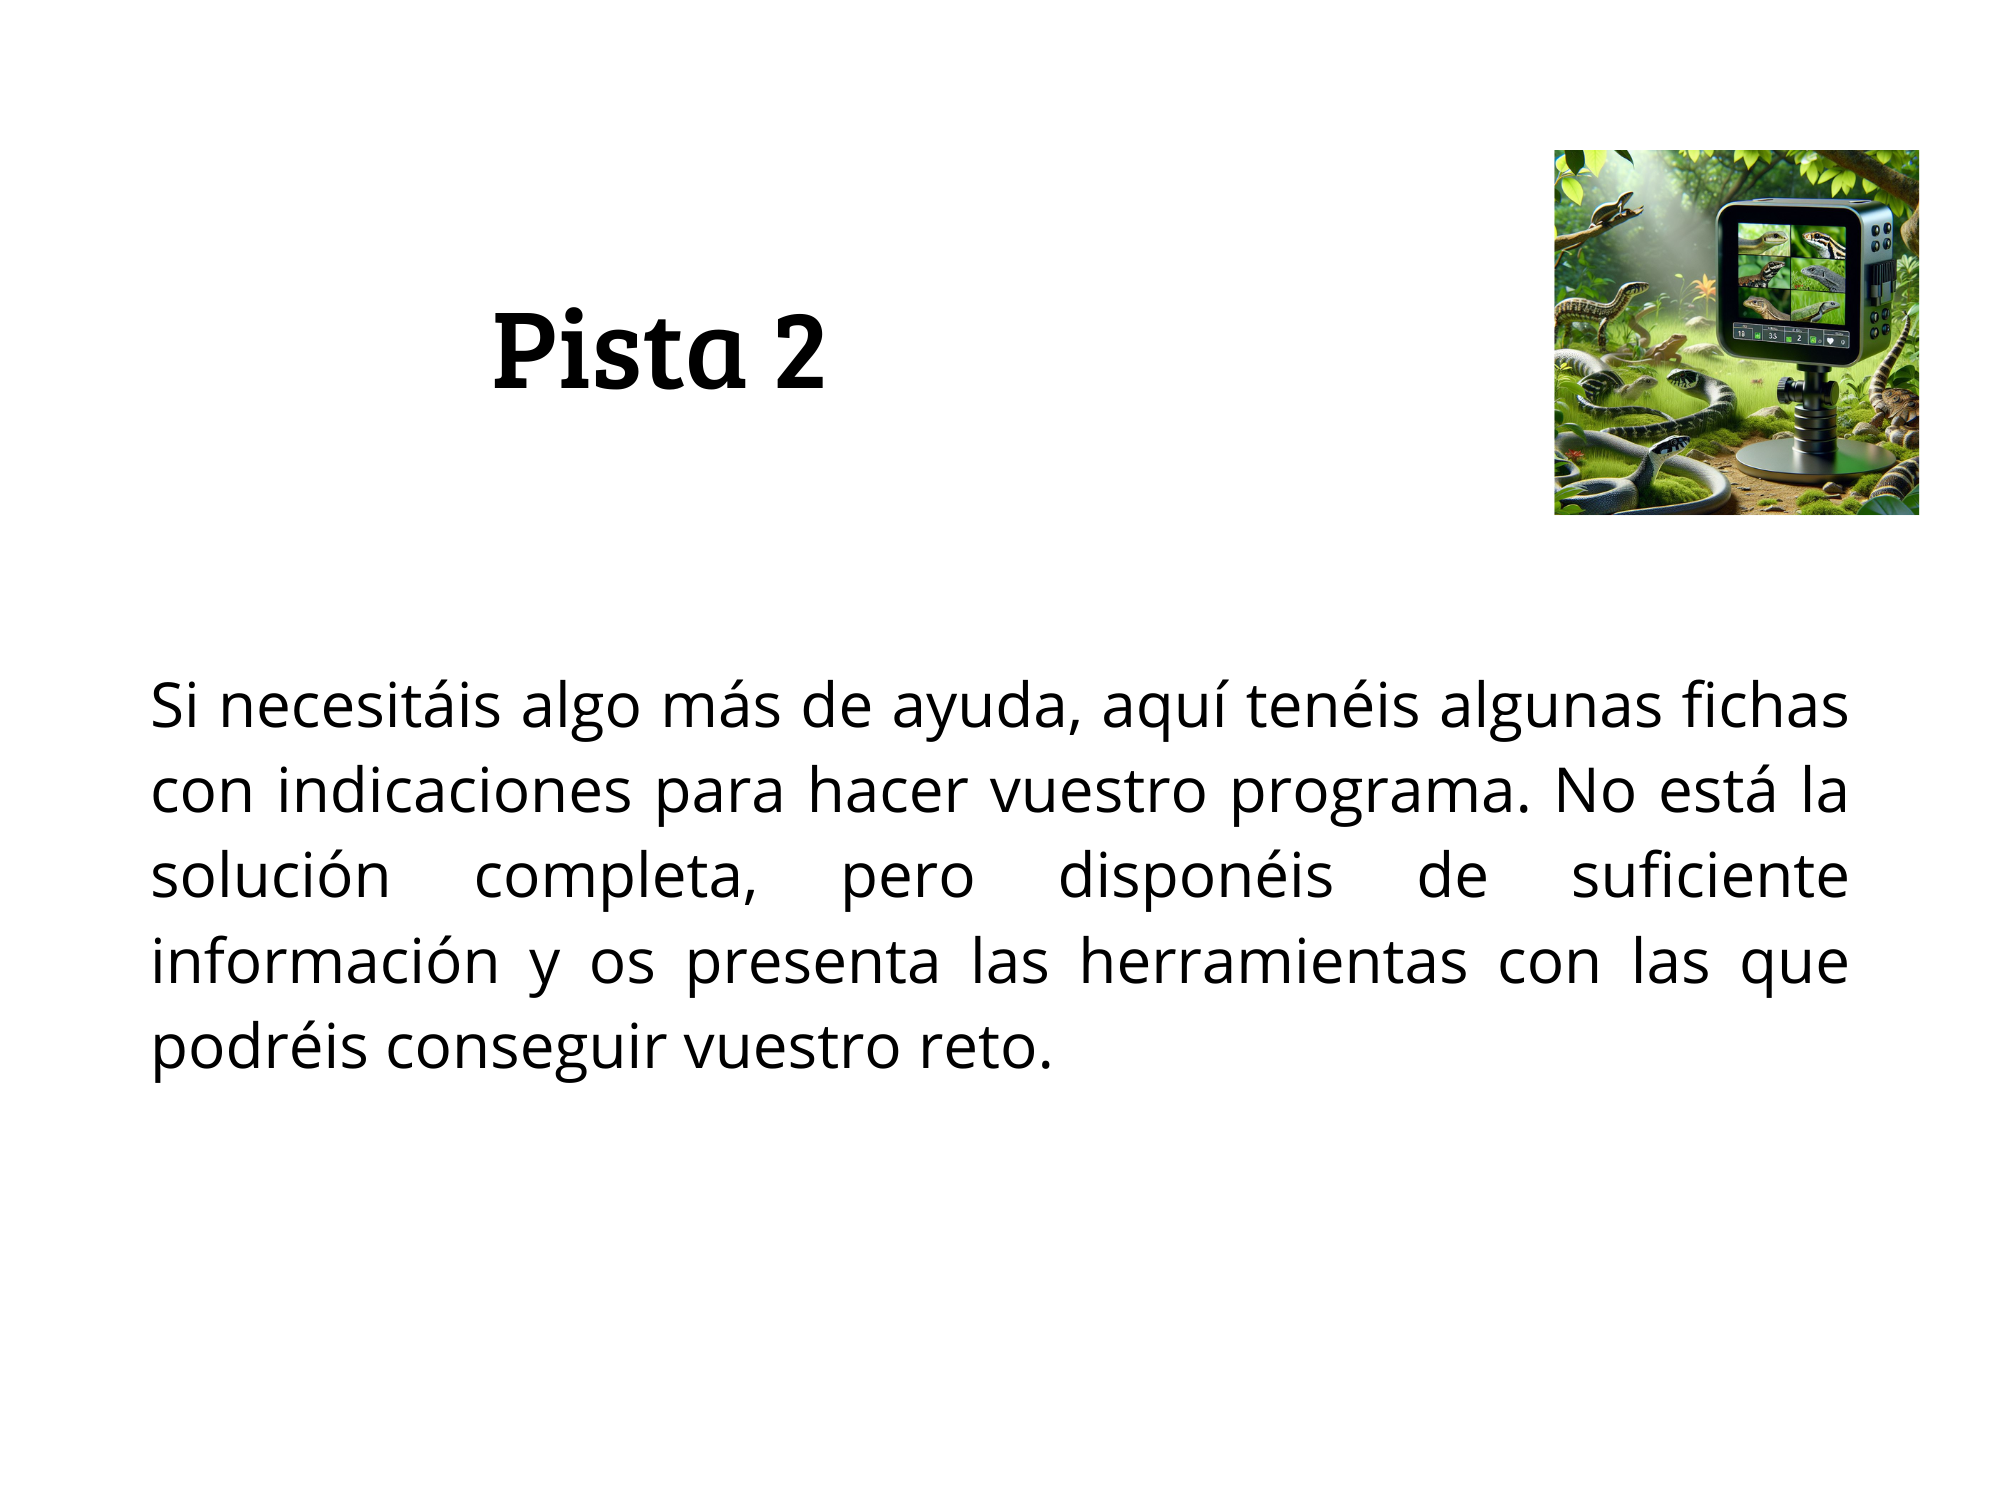 Pista 2
Si necesitáis algo más de ayuda, aquí tenéis algunas fichas
con indicaciones para hacer vuestro programa. No está la
solución completa, pero disponéis de suficiente
información y os presenta las herramientas con las que
podréis conseguir vuestro reto.